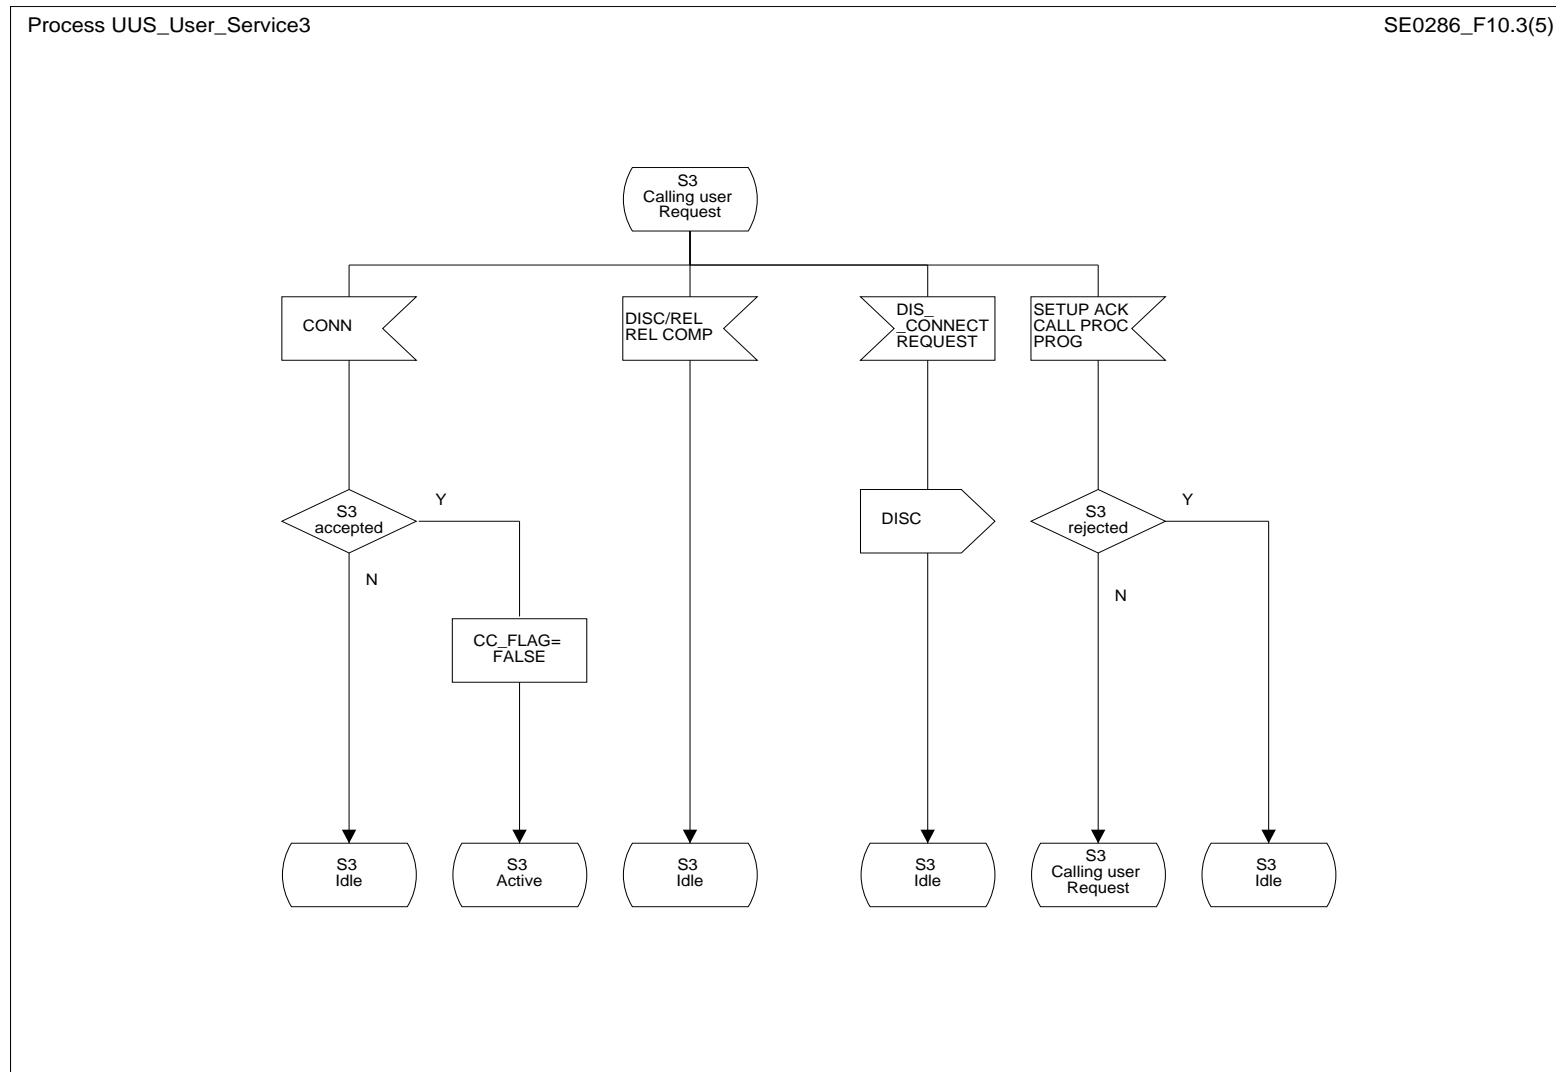 Process UUS_User_Service3
SE0286_F10.3(5)
S3
Calling user
Request
CONN
DISC/REL
REL COMP
DIS_
_CONNECT
REQUEST
SETUP ACK
CALL PROC
PROG
S3
accepted
Y
N
DISC
S3
rejected
Y
N
CC_FLAG=
FALSE
S3
Idle
S3
Active
S3
Idle
S3
Idle
S3
Calling user
Request
S3
Idle